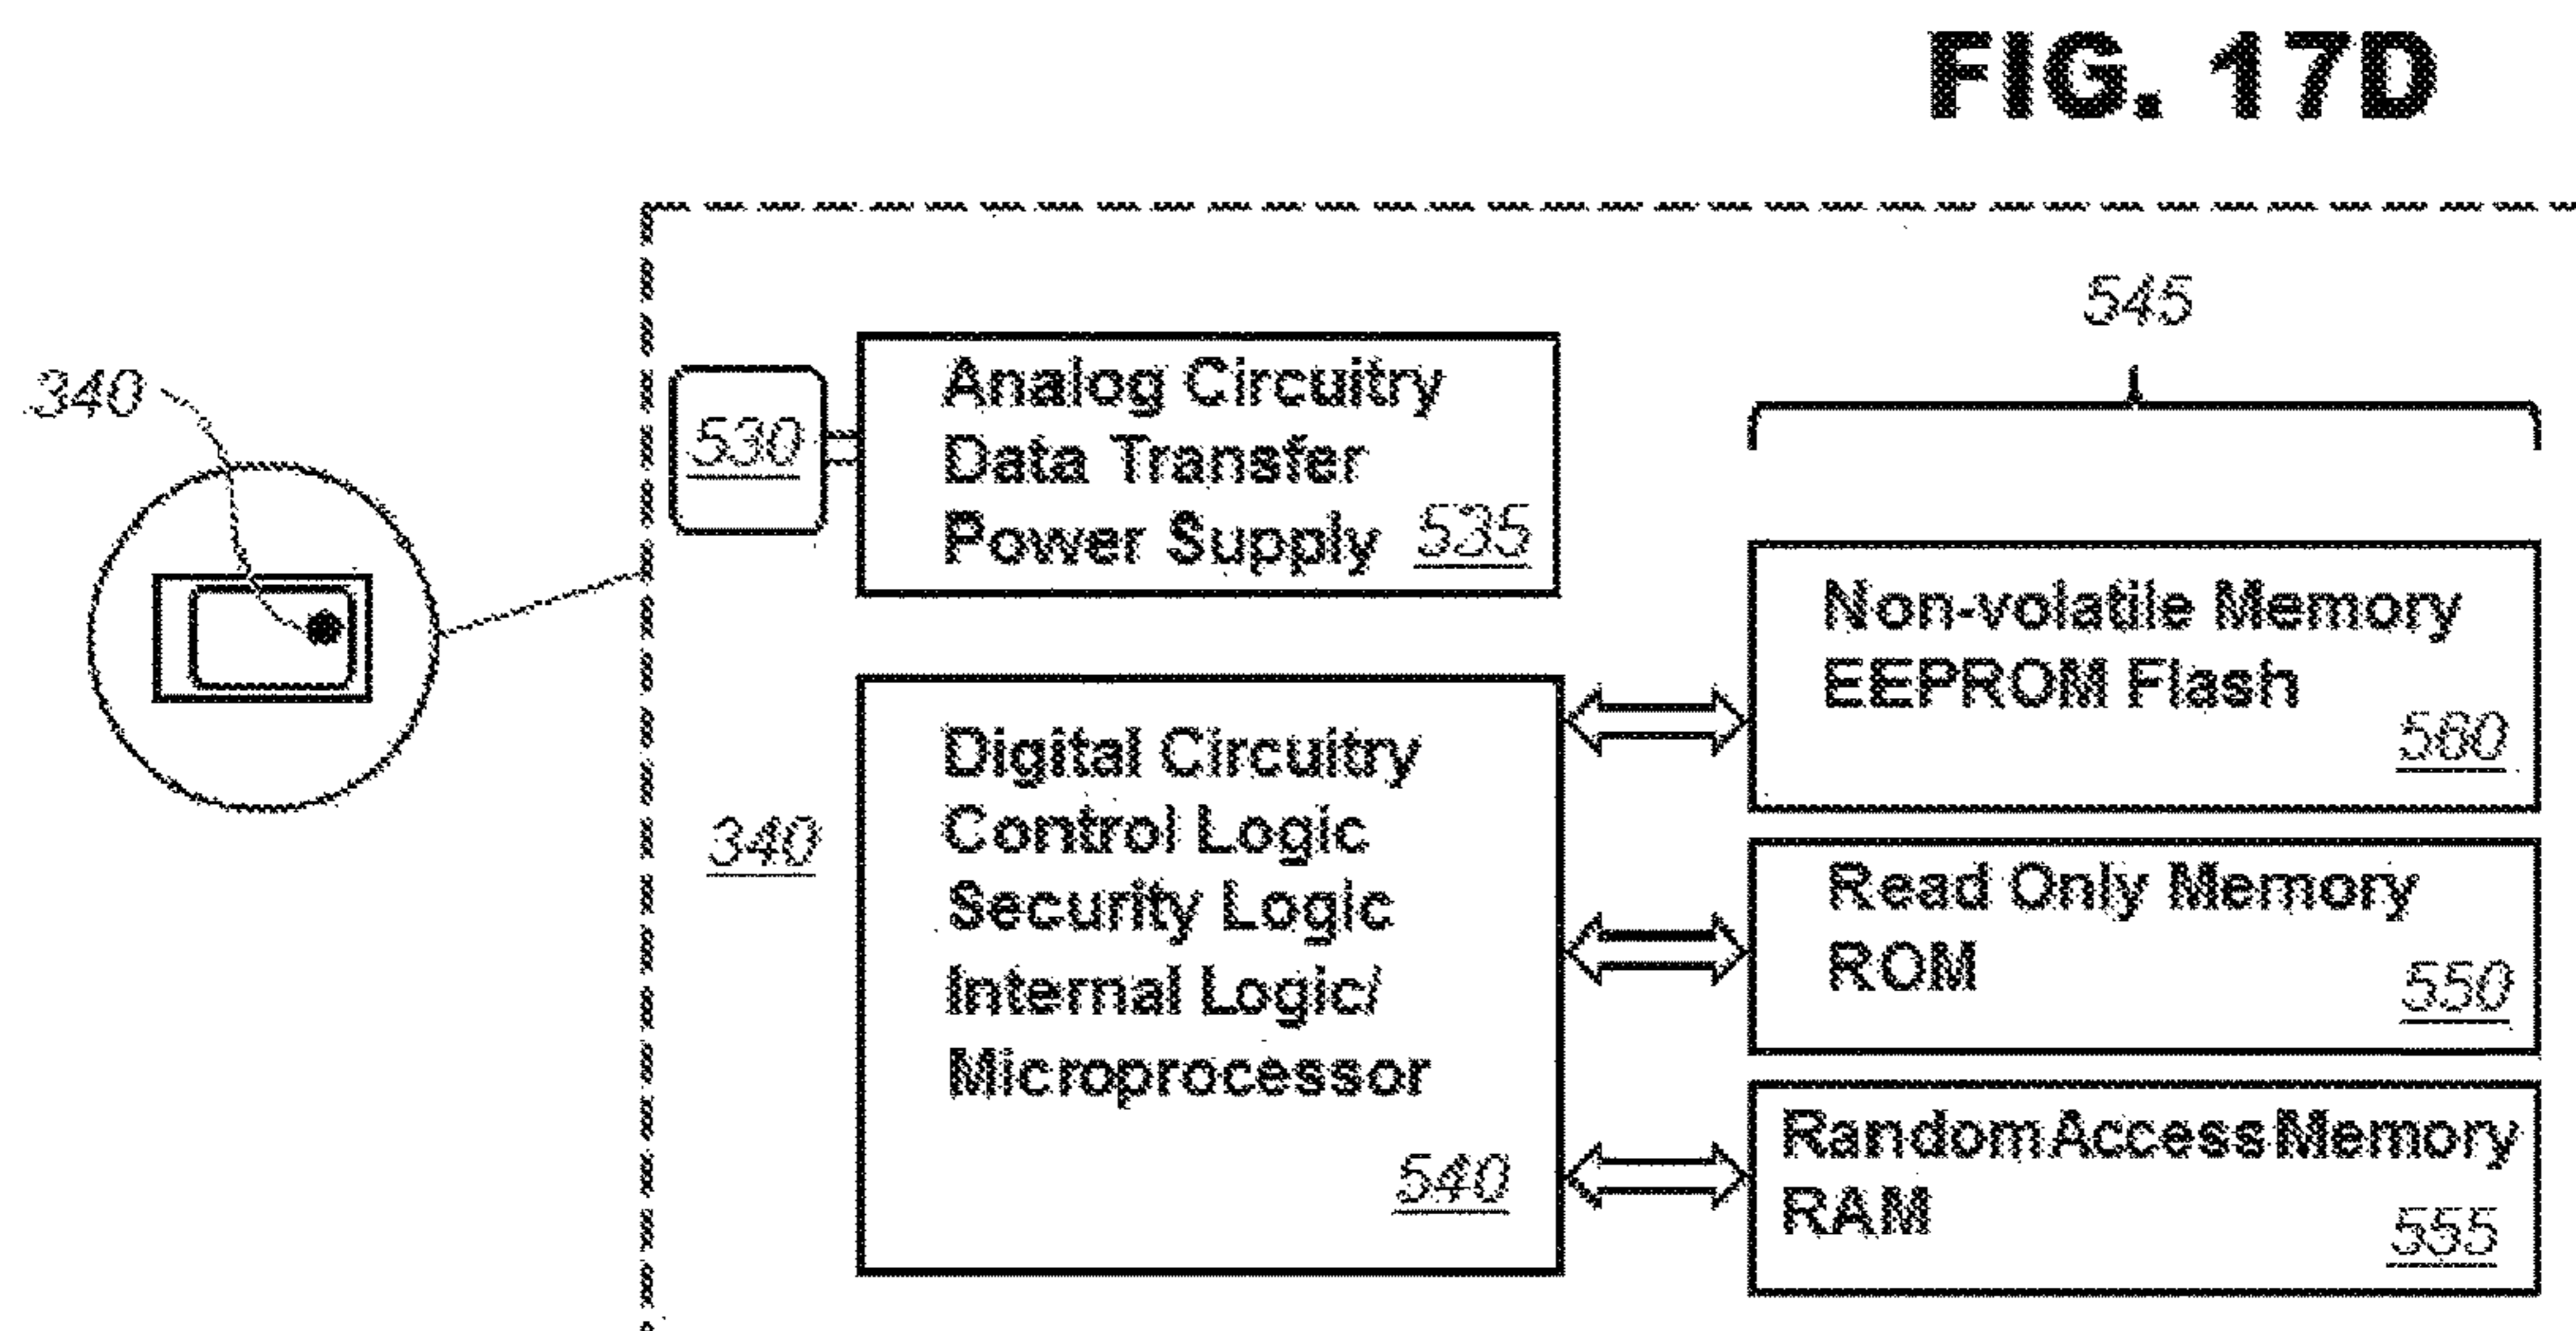 FIG. 17D
545
340
530
Analog Circuitry
Data Transfer
Power Supply 535
Non-volatile Memory
EEPROM Flash
560
340
Digital Circuitry
Control Logic
Security Logic
Internal Logic/
Microprocessor
540
Read Only Memory
ROM
550
Random Access Memory
RAM
555